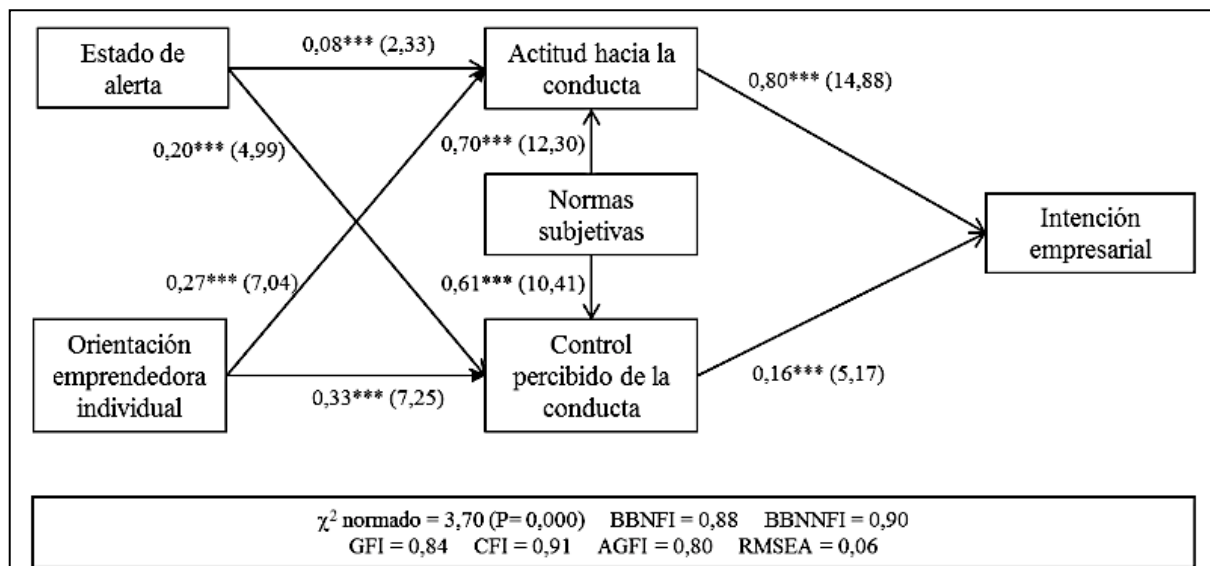 Estado de
alerta
0,08*** (2,33)
Actitud hacia la
conducta
0,80*** (14,88)
0,20*** (4,99)
0,70*** (12,30)
Normas
subjetivas
Intención
empresarial
0,27*** (7,04)
0,61*** (10,41)
Orientación
emprendedora
individual
0,33*** (7,25)
Control
percibido de la
conducta
0,16*** (5,17)
χ² normado = 3,70 (P= 0,000) BBNFI = 0,88 BBNNFI = 0,90
GFI = 0,84 CFI = 0,91 AGFI = 0,80 RMSEA = 0,06